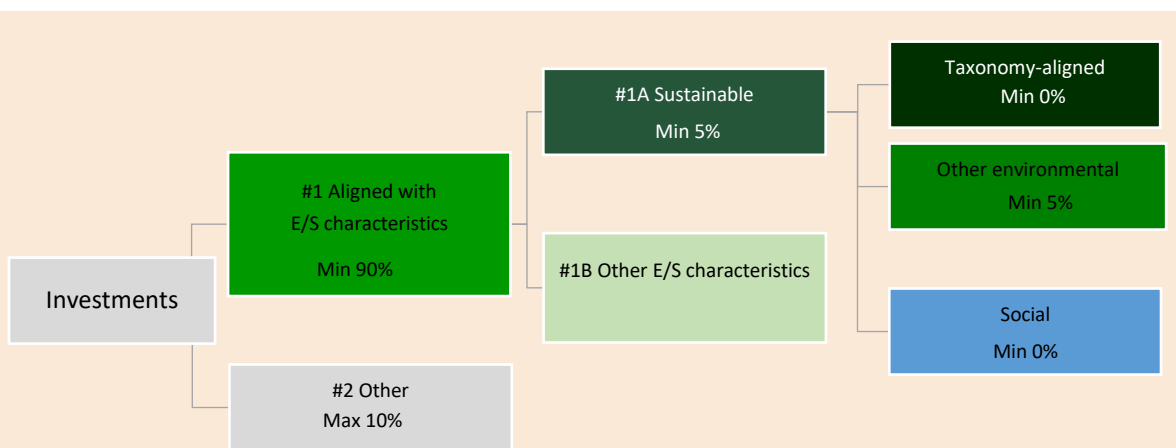 Investments
#1 Aligned with
E/S characteristics
Min 90%
#2 Other
Max 10%
#1A Sustainable
Min 5%
#1B Other E/S characteristics
Taxonomy-aligned
Min 0%
Other environmental
Min 5%
Social
Min 0%